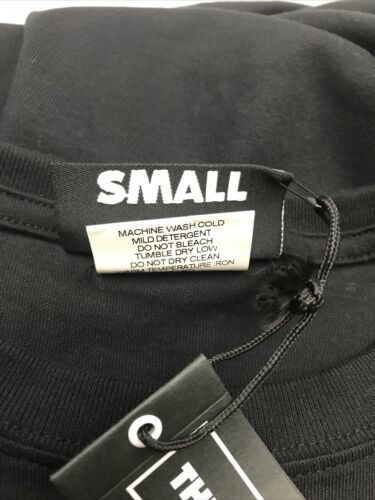 SMALL
MACHINE WASH COLD
MILD DETERGENT
DO NOT BLEACH
TUMBLE DRY LOW
DO NOT DRY CLEAN
TEMPERATURE IRON